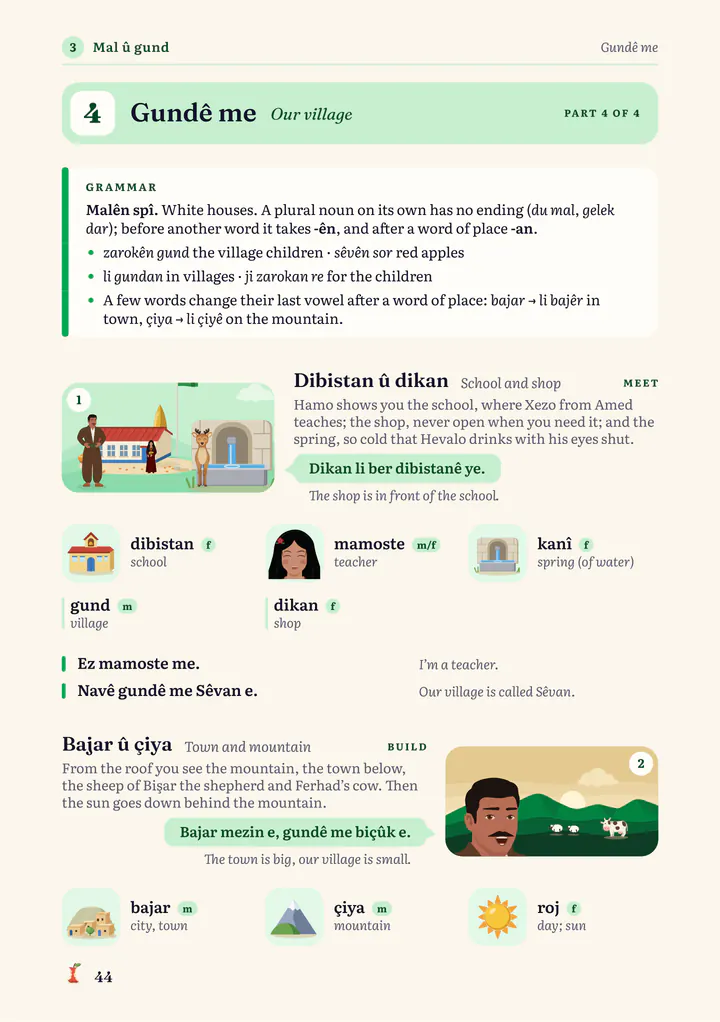 3 Mal û gund
Gundê me
4 Gundê me Our village PART 4 OF 4
GRAMMAR
Malên spî. White houses. A plural noun on its own has no ending (du mal, gelek
dar); before another word it takes -ên, and after a word of place -an.
• zarokên gund the village children · sêvên sor red apples
• li gundan in villages · ji zarokan re for the children
• A few words change their last vowel after a word of place: bajar → li bajêr in
town, çiya → li çiyê on the mountain.
1
Dibistan û dikan School and shop MEET
Hamo shows you the school, where Xezo from Amed
teaches; the shop, never open when you need it; and the
spring, so cold that Hevalo drinks with his eyes shut.
Dikan li ber dibistanê ye.
The shop is in front of the school.
dibistan f
school
mamoste m/f
teacher
kanî f
spring (of water)
gund m
village
dikan f
shop
Ez mamoste me. I'm a teacher.
Navê gundê me Sêvan e. Our village is called Sêvan.
Bajar û çiya Town and mountain BUILD
From the roof you see the mountain, the town below,
the sheep of Bişar the shepherd and Ferhad's cow. Then
the sun goes down behind the mountain.
Bajar mezin e, gundê me biçûk e.
The town is big, our village is small.
2
bajar m
city, town
çiya m
mountain
roj f
day; sun
44